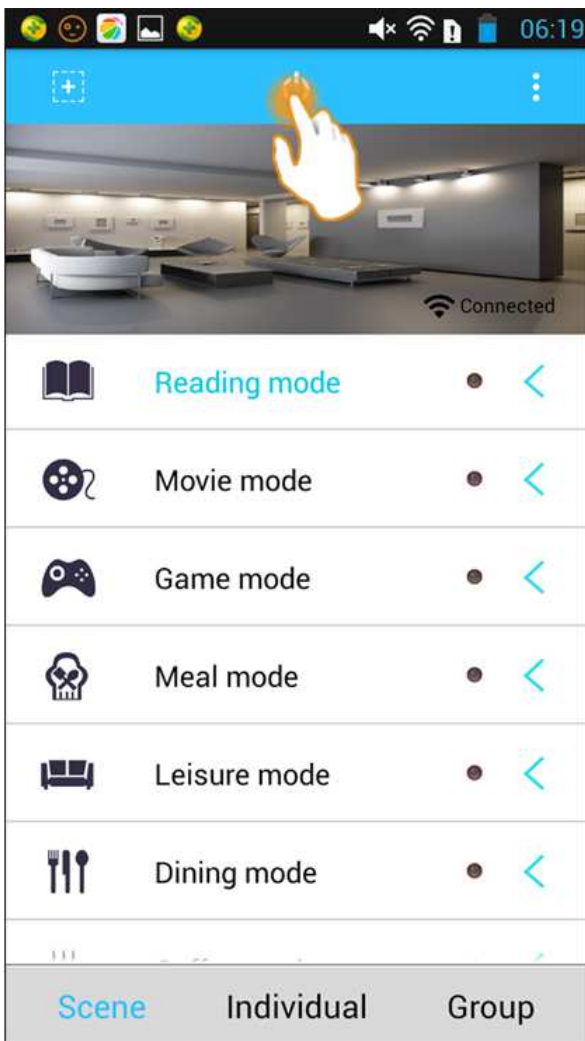 06:19
Connected
Reading mode
Movie mode
Game mode
Meal mode
Leisure mode
Dining mode
Scene Individual Group